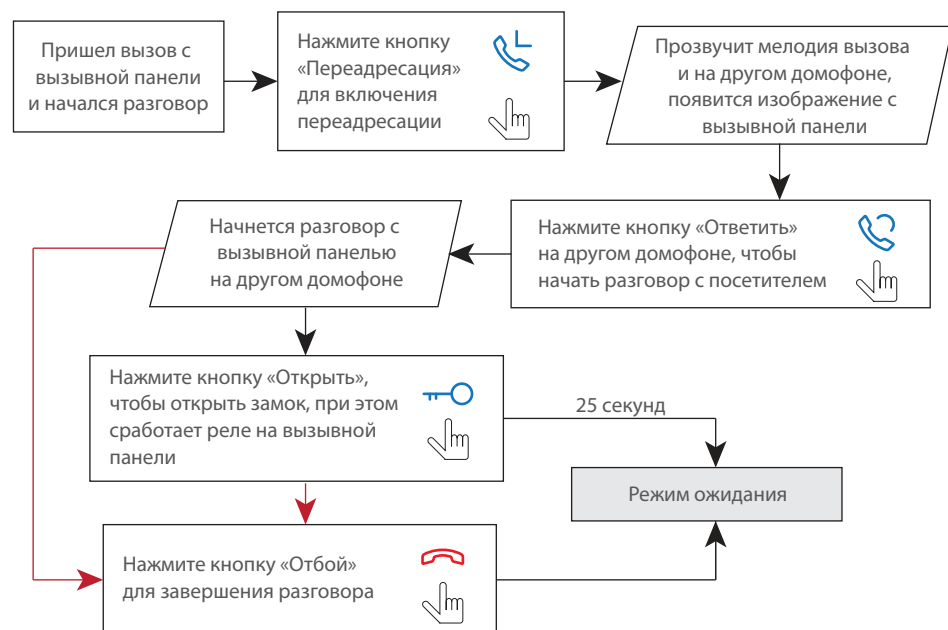 Пришел вызов с
вызывной панели
и начался разговор
Нажмите кнопку
«Переадресация»
для включения
переадресации
Прозвучит мелодия вызова
и на другом домофоне,
появится изображение с
вызывной панели
Нажмите кнопку «Ответить»
на другом домофоне, чтобы
начать разговор с посетителем
Начнется разговор с
вызывной панелью
на другом домофоне
Нажмите кнопку «Открыть»,
чтобы открыть замок, при этом
сработает реле на вызывной
панели
25 секунд
Режим ожидания
Нажмите кнопку «Отбой»
для завершения разговора